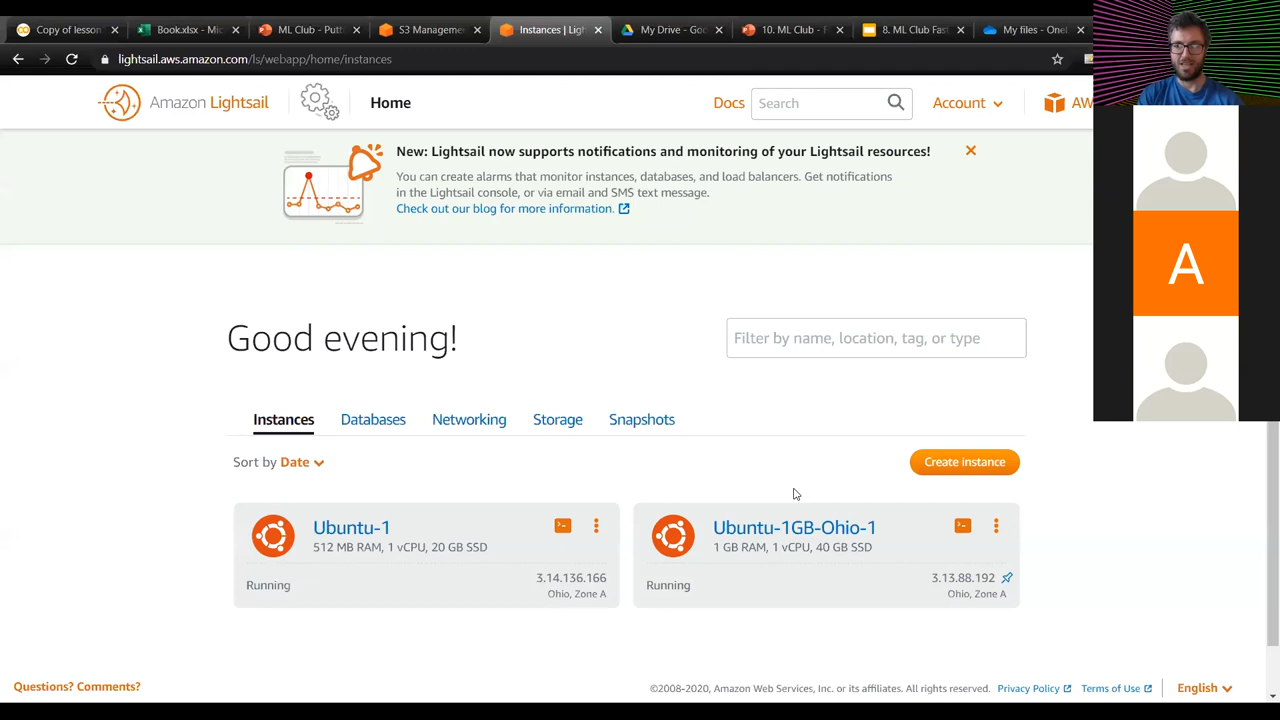 Copy of lesson
Book.xlsx - Mic
ML Club - Putti
S3 Manageme
Instances | Ligh
My Drive - Goo
10. ML Club - F
8. ML Club Fas
My files - OneD
lightsail.aws.amazon.com/ls/webapp/home/instances
Amazon Lightsail
Home
Docs
Search
Account
AW
New: Lightsail now supports notifications and monitoring of your Lightsail resources!
You can create alarms that monitor instances, databases, and load balancers. Get notifications
in the Lightsail console, or via email and SMS text message.
Check out our blog for more information.
Good evening!
Filter by name, location, tag, or type
Instances Databases Networking Storage Snapshots
Sort by Date
Create instance
Ubuntu-1
512 MB RAM, 1 vCPU, 20 GB SSD
Running
3.14.136.166
Ohio, Zone A
Ubuntu-1GB-Ohio-1
1 GB RAM, 1 vCPU, 40 GB SSD
Running
3.13.88.192
Ohio, Zone A
A
Questions? Comments?
©2008-2020, Amazon Web Services, Inc. or its affiliates. All rights reserved.
Privacy Policy
Terms of Use
English